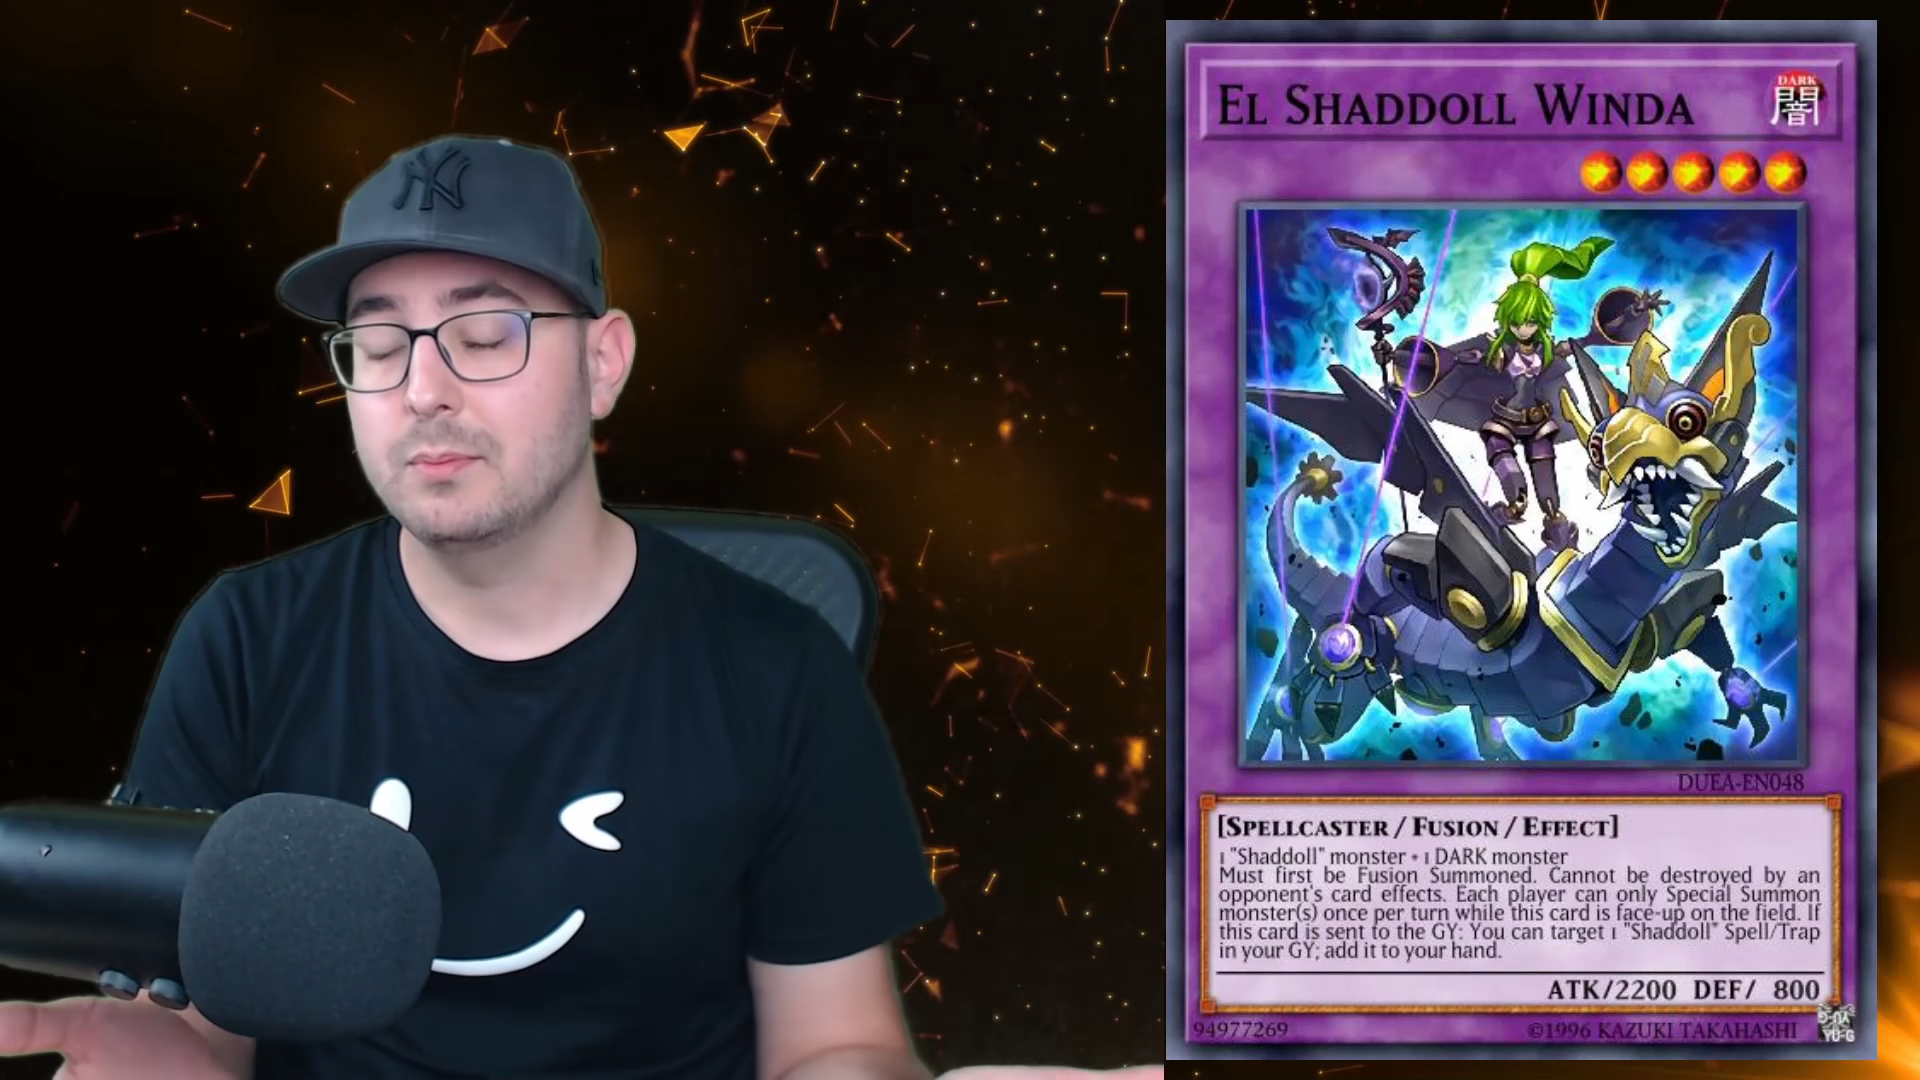 NY
EL SHADDOLL WINDA
DARK
闇
DUEA-EN048
[SPELLCASTER / FUSION / EFFECT]
1 "Shaddoll" monster + 1 DARK monster
Must first be Fusion Summoned. Cannot be destroyed by an
opponent's card effects. Each player can only Special Summon
monster(s) once per turn while this card is face-up on the field. If
this card is sent to the GY: You can target 1 "Shaddoll" Spell/Trap
in your GY; add it to your hand.
ATK/2200 DEF/ 800
94977269
©1996 KAZUKI TAKAHASHI